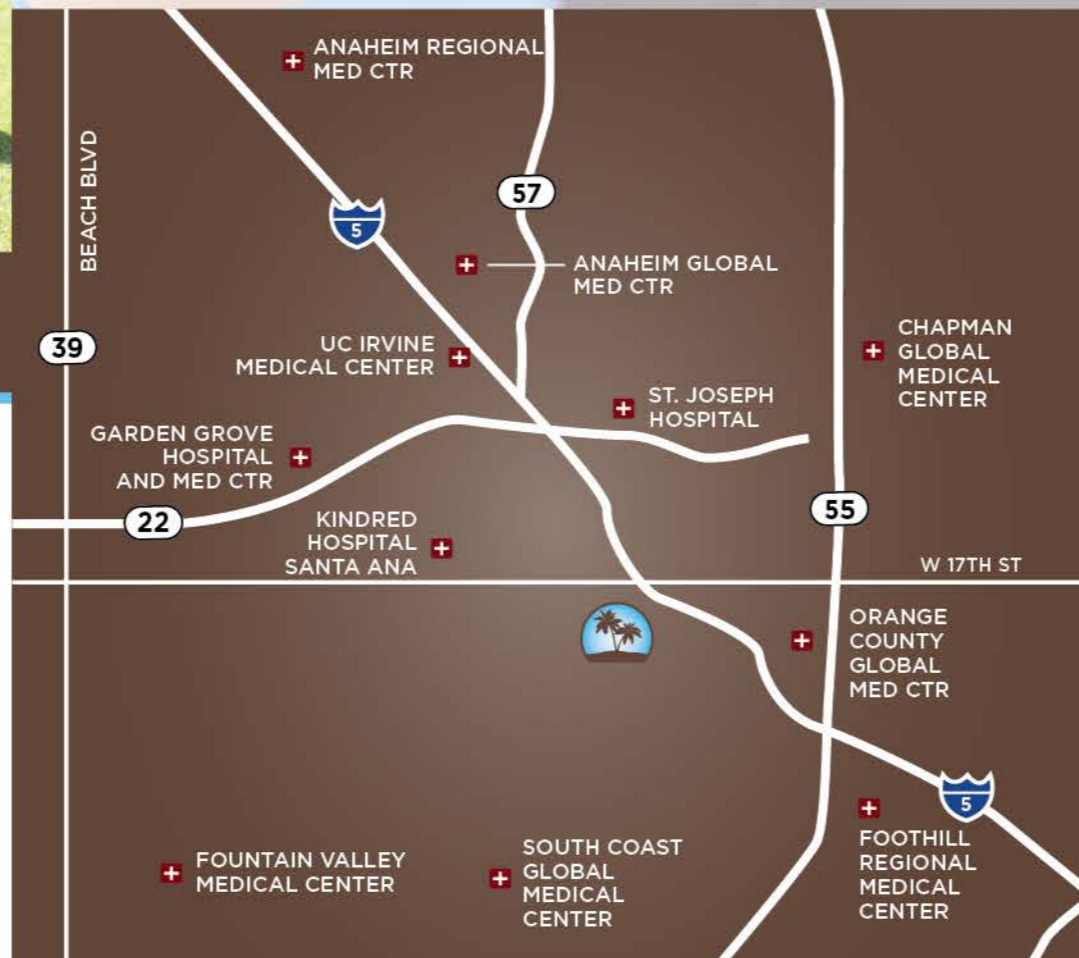 ANAHEIM REGIONAL
MED CTR
BEACH BLVD
57
5
ANAHEIM GLOBAL
MED CTR
39
UC IRVINE
MEDICAL CENTER
CHAPMAN
GLOBAL
MEDICAL
CENTER
ST. JOSEPH
HOSPITAL
GARDEN GROVE
HOSPITAL
AND MED CTR
22
55
KINDRED
HOSPITAL
SANTA ANA
W 17TH ST
ORANGE
COUNTY
GLOBAL
MED CTR
5
FOUNTAIN VALLEY
MEDICAL CENTER
SOUTH COAST
GLOBAL
MEDICAL
CENTER
FOOTHILL
REGIONAL
MEDICAL
CENTER